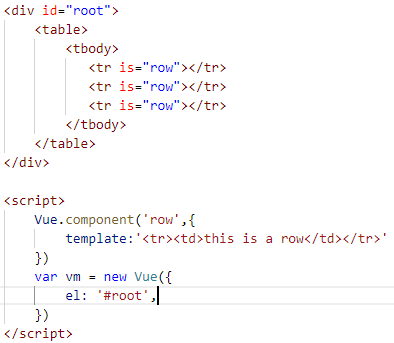 <div id="root">
    <table>
        <tbody>
           <tr is="row"></tr>
           <tr is="row"></tr>
           <tr is="row"></tr>
        </tbody>
    </table>
</div>

<script>
    Vue.component('row',{
        template:'<tr><td>this is a row</td></tr>'
    })
    var vm = new Vue({
        el: '#root',
    })
</script>